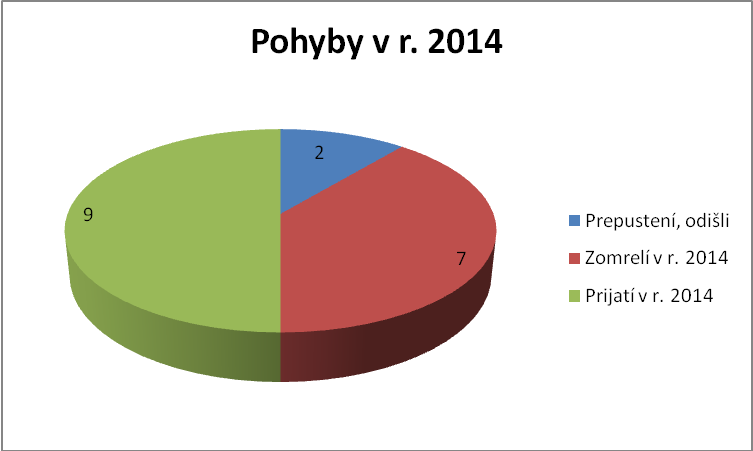 Pohyby v r. 2014
2
7
9
Prepustení, odišli
Zomrelí v r. 2014
Prijatí v r. 2014